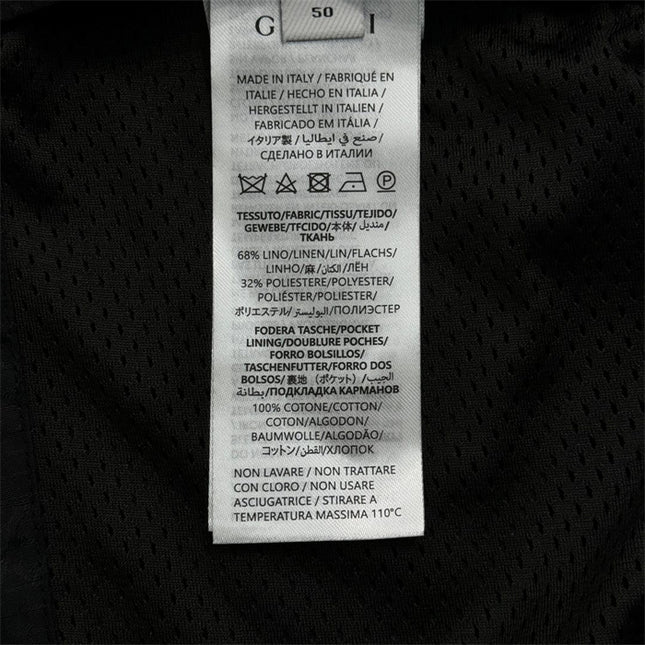 50
G I
MADE IN ITALY / FABRIQUÉ EN
ITALIE / HECHO EN ITALIA /
HERGESTELLT IN ITALIEN /
FABRICADO EM ITÁLIA /
イタリア製 / صنع في ايطاليا /
СДЕЛАНО В ИТАЛИИ
TESSUTO/FABRIC/TISSU/TEJIDO/
GEWEBE/TFCIDO/本体/منديل/
ТКАНЬ
68% LINO/LINEN/LIN/FLACHS/
LINHO/麻/الكتان/ЛЁН
32% POLIESTERE/POLYESTER/
POLIÉSTER/POLIESTER/
ポリエステル/البوليستر/ПОЛИЭСТЕР
FODERA TASCHE/POCKET
LINING/DOUBLURE POCHES/
FORRO BOLSILLOS/
TASCHENFUTTER/FORRO DOS
BOLSOS/裏地（ポケット）/الجيب
بطانة/ПОДКЛАДКА КАРМАНОВ
100% COTONE/COTTON/
COTON/ALGODON/
BAUMWOLLE/ALGODÃO/
コットン/القطن/ХЛОПОК
NON LAVARE / NON TRATTARE
CON CLORO / NON USARE
ASCIUGATRICE / STIRARE A
TEMPERATURA MASSIMA 110°C